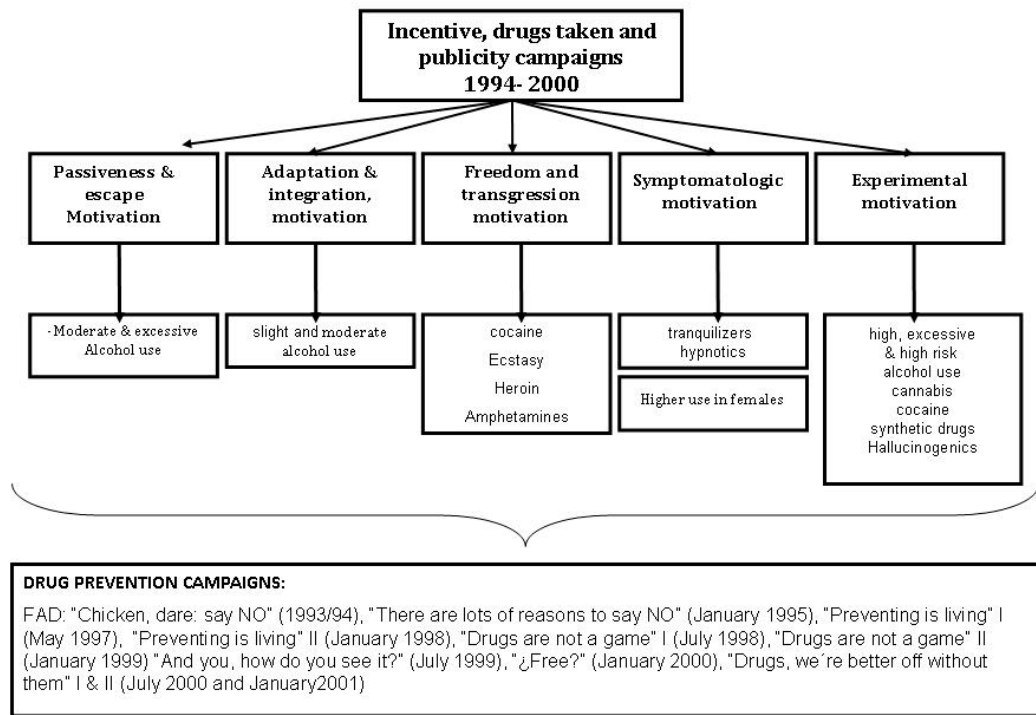 Incentive, drugs taken and
publicity campaigns
1994- 2000
Passiveness &
escape
Motivation
Adaptation &
integration,
motivation
Freedom and
transgression
motivation
Symptomatologic
motivation
Experimental
motivation
- Moderate & excessive
Alcohol use
slight and moderate
alcohol use
cocaine
Ecstasy
Heroin
Amphetamines
tranquilizers
hypnotics
Higher use in females
high, excessive
& high risk
alcohol use
cannabis
cocaine
synthetic drugs
Hallucinogenics
DRUG PREVENTION CAMPAIGNS:
FAD: "Chicken, dare: say NO" (1993/94), "There are lots of reasons to say NO" (January 1995), "Preventing is living" I
(May 1997), "Preventing is living" II (January 1998), "Drugs are not a game" I (July 1998), "Drugs are not a game" II
(January 1999) "And you, how do you see it?" (July 1999), "¿Free?" (January 2000), "Drugs, we´re better off without
them" I & II (July 2000 and January2001)